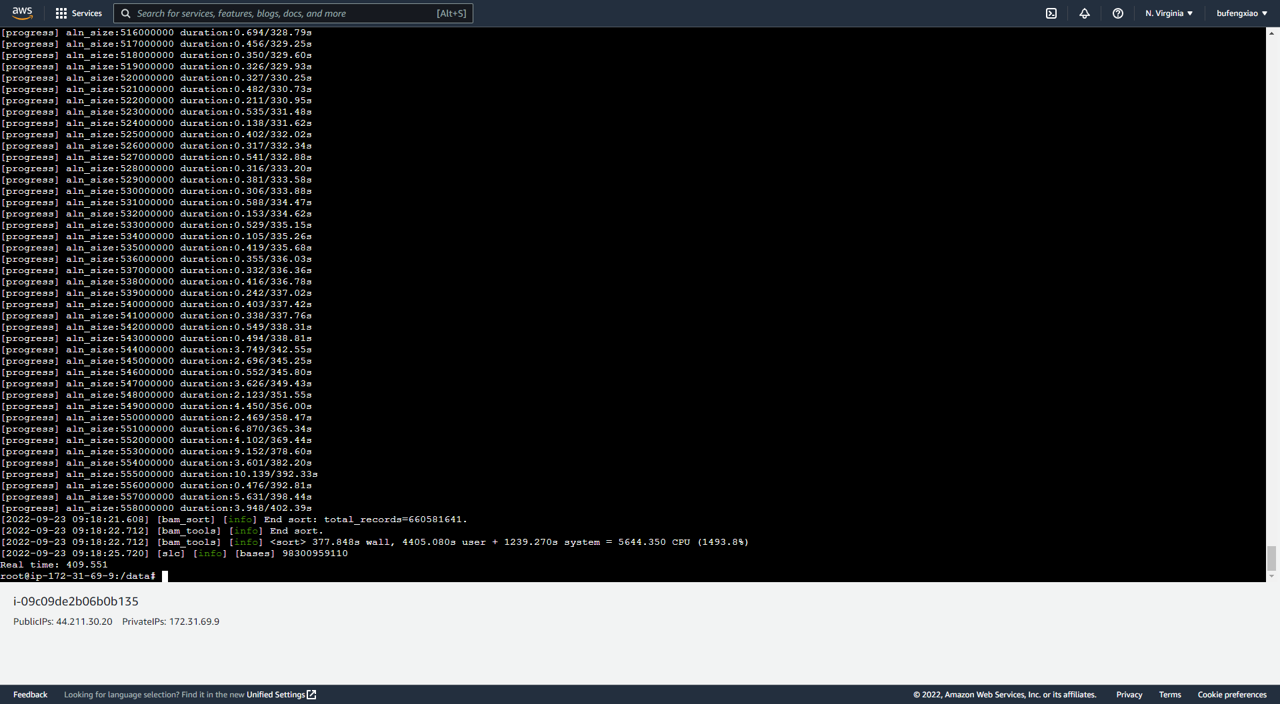 aws Services Search for services, features, blogs, docs, and more [Alt+S] N. Virginia ▼ bufengxiao ▼
[progress] aln_size:516000000 duration:0.694/328.79s
[progress] aln_size:517000000 duration:0.456/329.25s
[progress] aln_size:518000000 duration:0.350/329.60s
[progress] aln_size:519000000 duration:0.326/329.93s
[progress] aln_size:520000000 duration:0.327/330.25s
[progress] aln_size:521000000 duration:0.482/330.73s
[progress] aln_size:522000000 duration:0.211/330.95s
[progress] aln_size:523000000 duration:0.535/331.48s
[progress] aln_size:524000000 duration:0.138/331.62s
[progress] aln_size:525000000 duration:0.402/332.02s
[progress] aln_size:526000000 duration:0.317/332.34s
[progress] aln_size:527000000 duration:0.541/332.88s
[progress] aln_size:528000000 duration:0.316/333.20s
[progress] aln_size:529000000 duration:0.381/333.58s
[progress] aln_size:530000000 duration:0.306/333.88s
[progress] aln_size:531000000 duration:0.588/334.47s
[progress] aln_size:532000000 duration:0.153/334.62s
[progress] aln_size:533000000 duration:0.529/335.15s
[progress] aln_size:534000000 duration:0.105/335.26s
[progress] aln_size:535000000 duration:0.419/335.68s
[progress] aln_size:536000000 duration:0.355/336.03s
[progress] aln_size:537000000 duration:0.332/336.36s
[progress] aln_size:538000000 duration:0.416/336.78s
[progress] aln_size:539000000 duration:0.242/337.02s
[progress] aln_size:540000000 duration:0.403/337.42s
[progress] aln_size:541000000 duration:0.338/337.76s
[progress] aln_size:542000000 duration:0.549/338.31s
[progress] aln_size:543000000 duration:0.494/338.81s
[progress] aln_size:544000000 duration:3.749/342.55s
[progress] aln_size:545000000 duration:2.696/345.25s
[progress] aln_size:546000000 duration:0.552/345.80s
[progress] aln_size:547000000 duration:3.626/349.43s
[progress] aln_size:548000000 duration:2.123/351.55s
[progress] aln_size:549000000 duration:4.450/356.00s
[progress] aln_size:550000000 duration:2.469/358.47s
[progress] aln_size:551000000 duration:6.870/365.34s
[progress] aln_size:552000000 duration:4.102/369.44s
[progress] aln_size:553000000 duration:9.152/378.60s
[progress] aln_size:554000000 duration:3.601/382.20s
[progress] aln_size:555000000 duration:10.139/392.33s
[progress] aln_size:556000000 duration:0.476/392.81s
[progress] aln_size:557000000 duration:5.631/398.44s
[progress] aln_size:558000000 duration:3.948/402.39s
[2022-09-23 09:18:21.608] [bam_sort] [info] End sort: total_records=660581641.
[2022-09-23 09:18:22.712] [bam_tools] [info] End sort.
[2022-09-23 09:18:22.712] [bam_tools] [info] <sort> 377.848s wall, 4405.080s user + 1239.270s system = 5644.350 CPU (1493.8%)
[2022-09-23 09:18:25.720] [slc] [info] [bases] 98300959110
Real time: 409.551
root@ip-172-31-69-9:/data#
i-09c09de2b06b0b135
PublicIPs: 44.211.30.20 PrivateIPs: 172.31.69.9
Feedback Looking for language selection? Find it in the new Unified Settings © 2022, Amazon Web Services, Inc. or its affiliates. Privacy Terms Cookie preferences